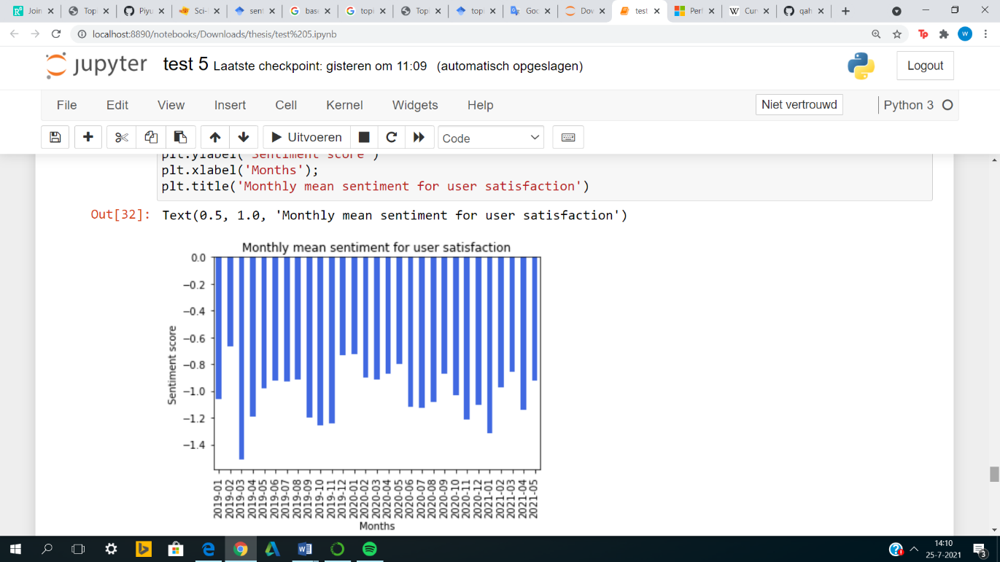 Join
Top
Piyu
Sci-
sent
base
topi
Topi
topi
Goo
Dov
test
Perf
Cur
qah
localhost:8890/notebooks/Downloads/thesis/test%205.ipynb
jupyter test 5 Laatste checkpoint: gisteren om 11:09 (automatisch opgeslagen)
Logout
File Edit View Insert Cell Kernel Widgets Help
Niet vertrouwd
Python 3
Uitvoeren
Code
plt.ylabel('Sentiment score')
plt.xlabel('Months');
plt.title('Monthly mean sentiment for user satisfaction')
Out[32]: Text(0.5, 1.0, 'Monthly mean sentiment for user satisfaction')
Monthly mean sentiment for user satisfaction
0.0
−0.2
−0.4
−0.6
−0.8
−1.0
−1.2
−1.4
Sentiment score
2019-01
2019-02
2019-03
2019-04
2019-05
2019-06
2019-07
2019-08
2019-09
2019-10
2019-11
2019-12
2020-01
2020-02
2020-03
2020-04
2020-05
2020-06
2020-07
2020-08
2020-09
2020-10
2020-11
2020-12
2021-01
2021-02
2021-03
2021-04
2021-05
Months
14:10
25-7-2021
3